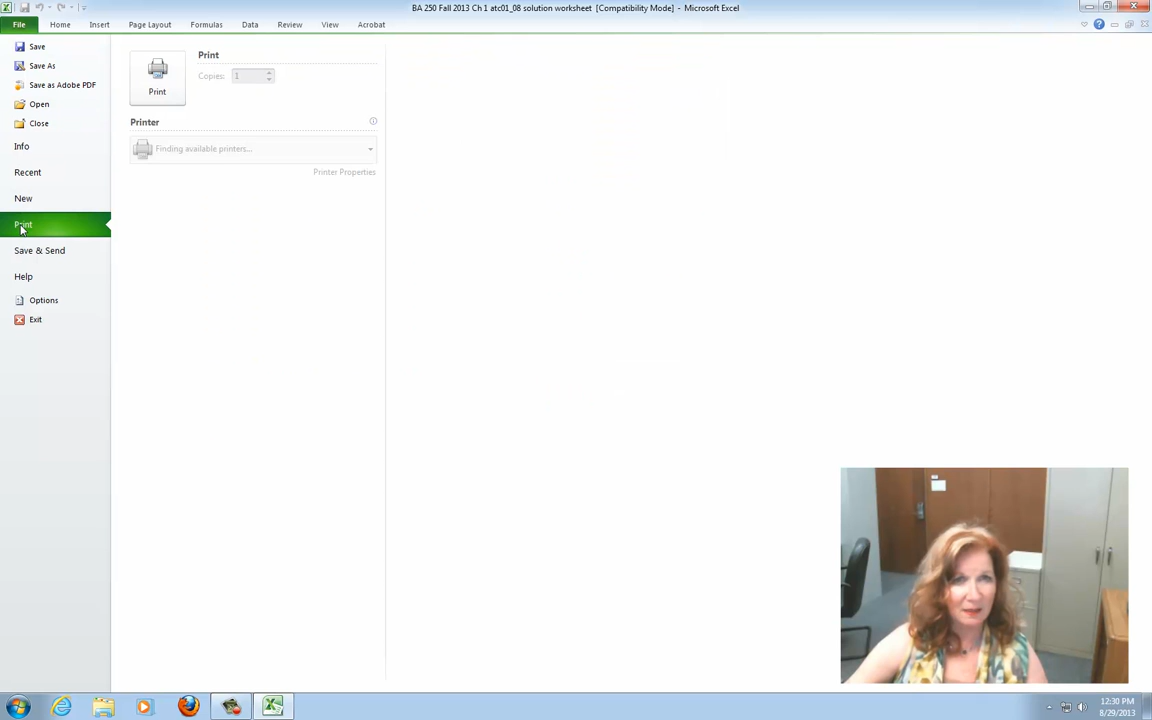 BA 250 Fall 2013 Ch 1 atc01_08 solution worksheet [Compatibility Mode] - Microsoft Excel
File Home Insert Page Layout Formulas Data Review View Acrobat
Save
Save As
Save as Adobe PDF
Open
Close
Info
Recent
New
Print
Save & Send
Help
Options
Exit
Print
Print
Copies: 1
Printer
Finding available printers...
Printer Properties
12:30 PM
8/29/2013